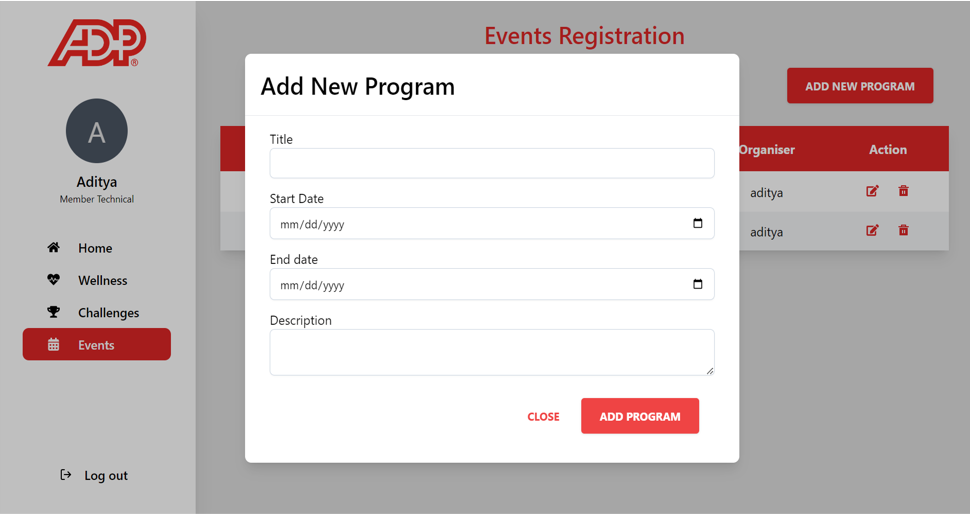 ADP®
A
Aditya
Member Technical
Home
Wellness
Challenges
Events
Log out
Events Registration
ADD NEW PROGRAM
Organiser Action
aditya
aditya
Add New Program
Title
Start Date
mm/dd/yyyy
End date
mm/dd/yyyy
Description
CLOSE ADD PROGRAM